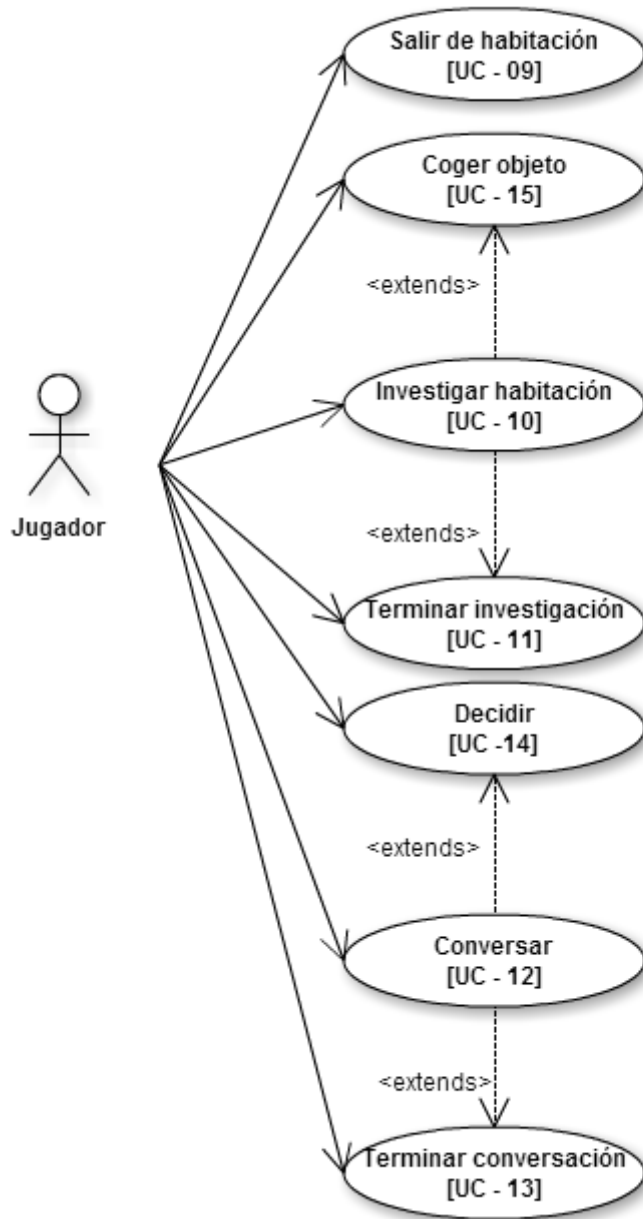 Salir de habitación
[UC - 09]
Coger objeto
[UC - 15]
<extends>
Investigar habitación
[UC - 10]
Jugador
<extends>
Terminar investigación
[UC - 11]
Decidir
[UC -14]
<extends>
Conversar
[UC - 12]
<extends>
Terminar conversación
[UC - 13]